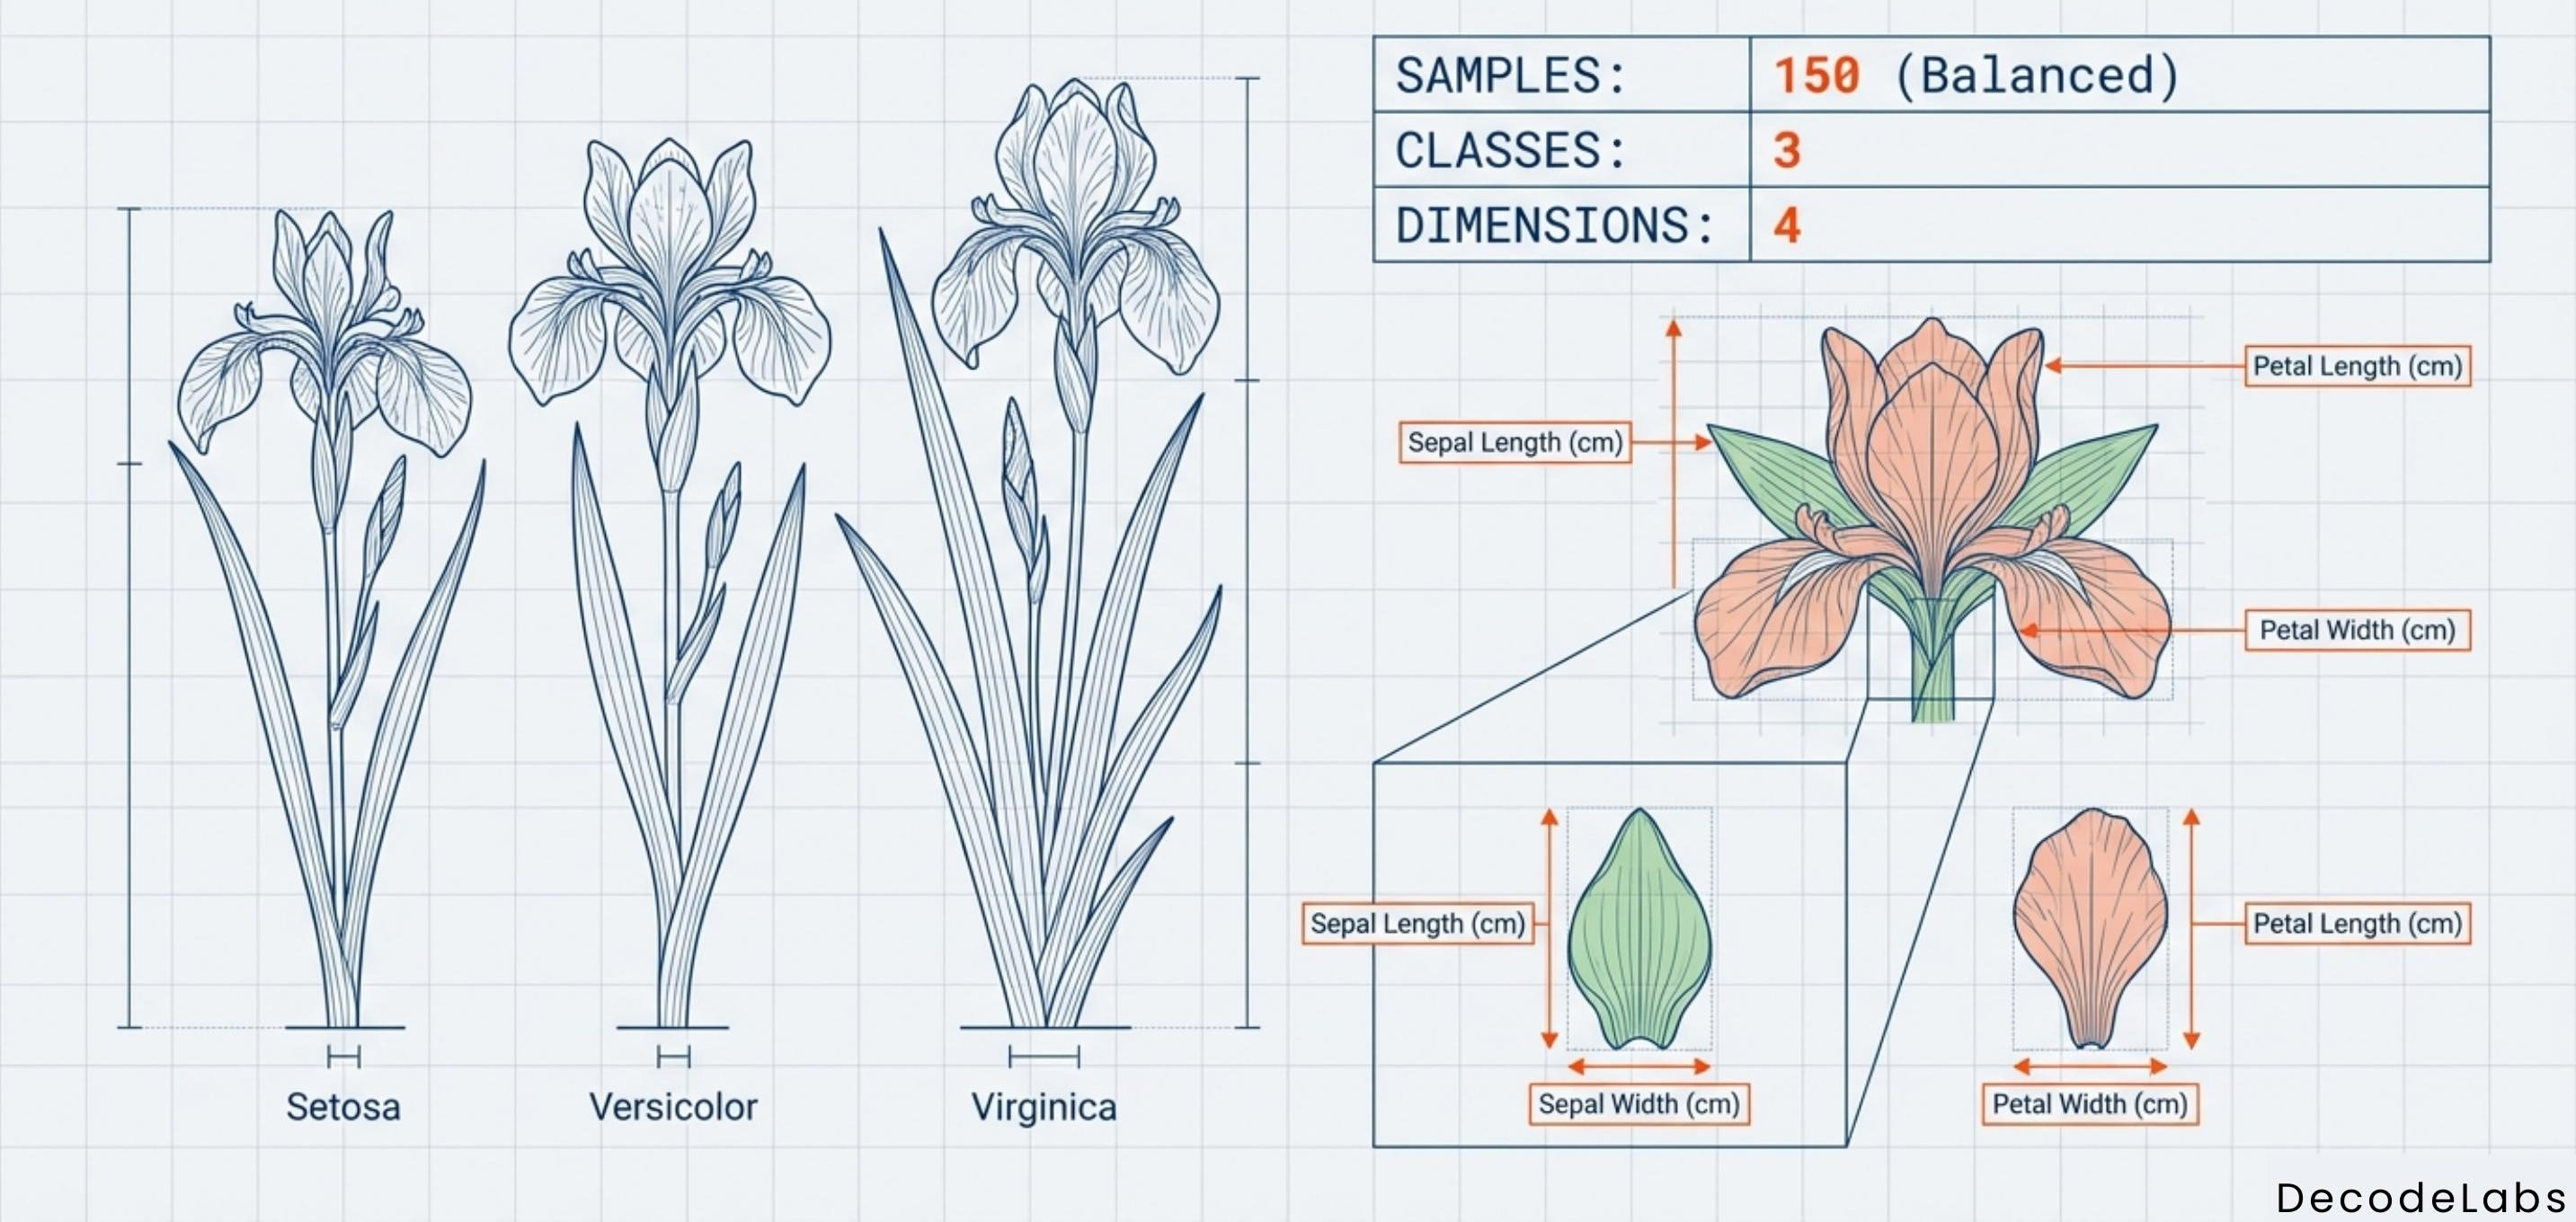 SAMPLES: 150 (Balanced)
CLASSES: 3
DIMENSIONS: 4
Petal Length (cm)
Sepal Length (cm)
Petal Width (cm)
Sepal Length (cm)
Petal Length (cm)
Sepal Width (cm)
Petal Width (cm)
Setosa
Versicolor
Virginica
DecodeLabs